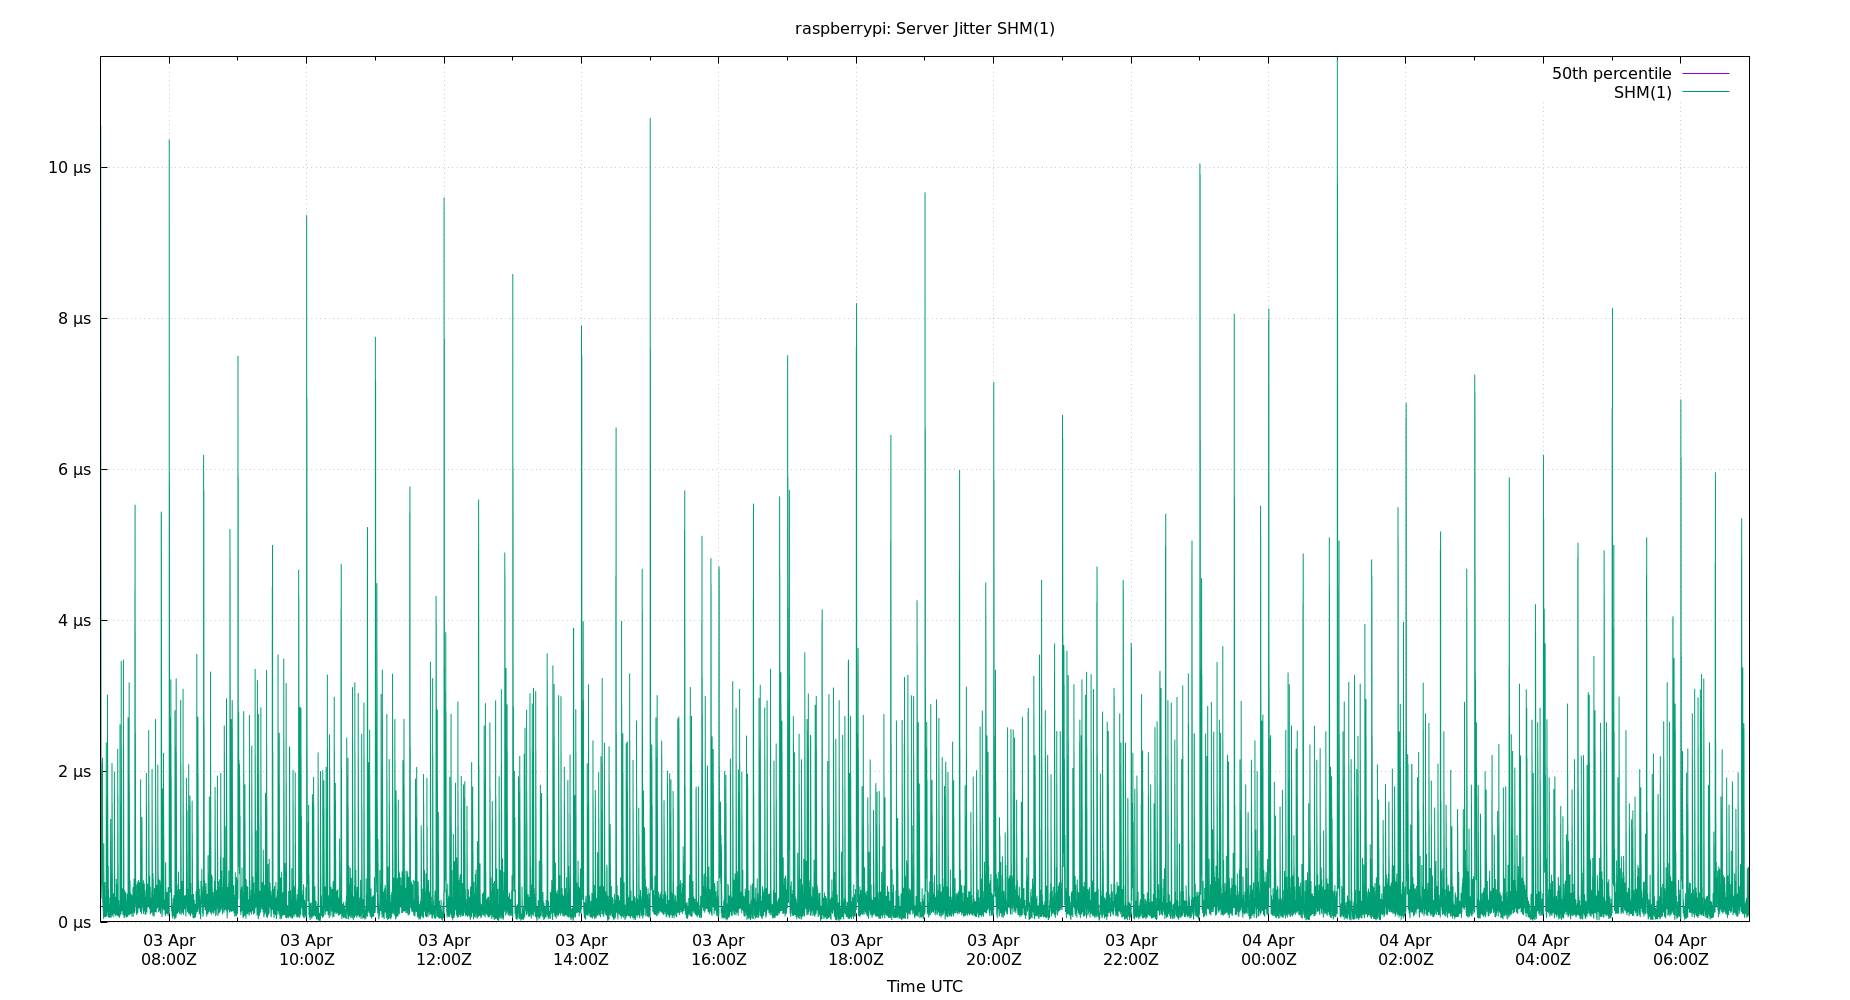 raspberrypi: Server Jitter SHM(1)
50th percentile
SHM(1)
10 µs
8 µs
6 µs
4 µs
2 µs
0 µs
03 Apr 03 Apr 03 Apr 03 Apr 03 Apr 03 Apr 03 Apr 03 Apr 04 Apr 04 Apr 04 Apr 04 Apr
08:00Z 10:00Z 12:00Z 14:00Z 16:00Z 18:00Z 20:00Z 22:00Z 00:00Z 02:00Z 04:00Z 06:00Z
Time UTC